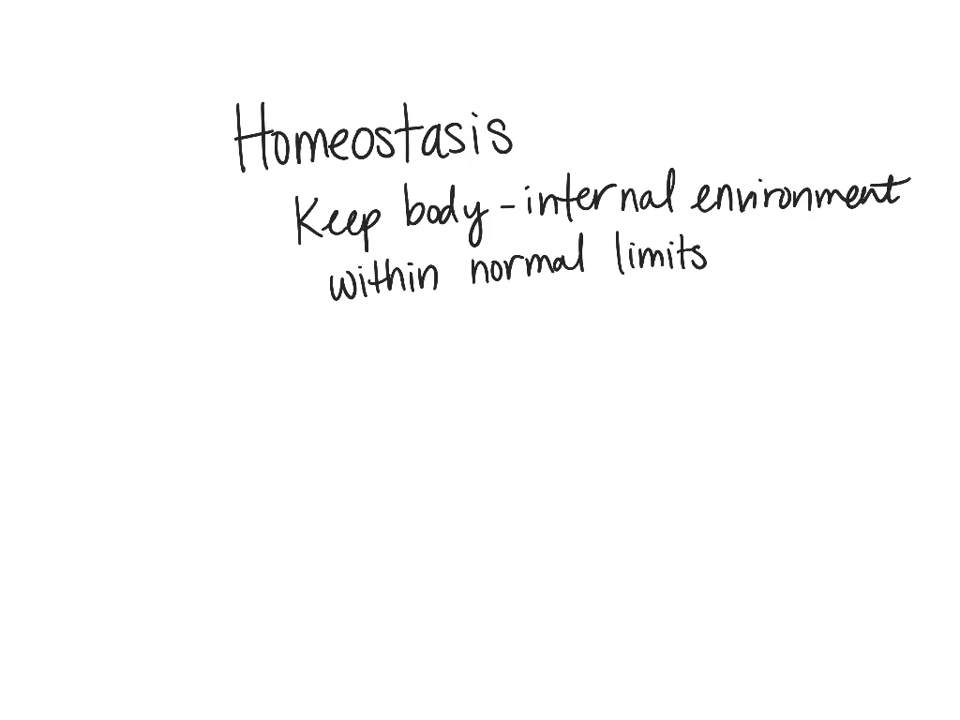 Homeostasis
Keep body - internal environment
within normal limits